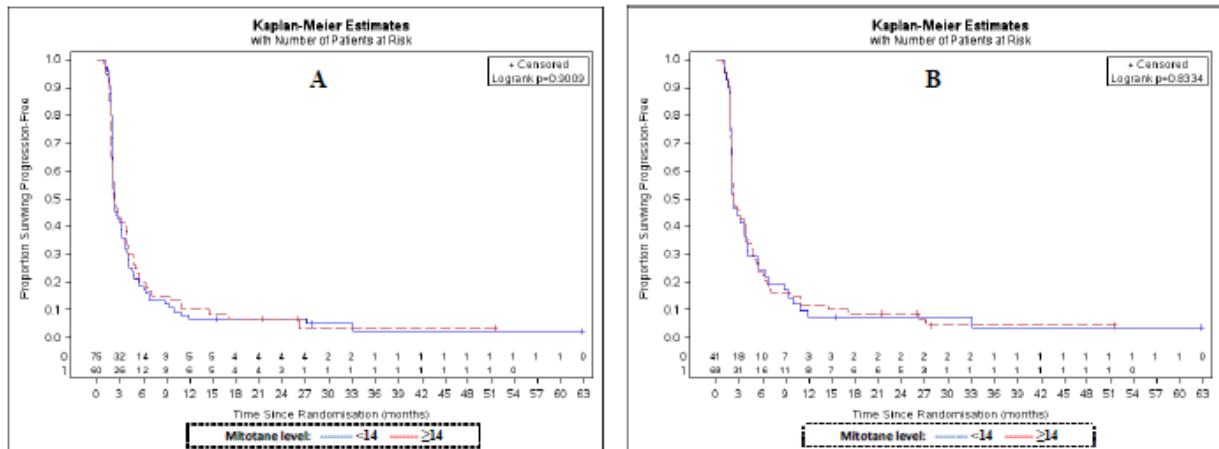 Kaplan-Meier Estimates
with Number of Patients at Risk
A
+ Censored
Logrank p=0.9009
Proportion Surviving Progression-Free
1.0
0.9
0.8
0.7
0.6
0.5
0.4
0.3
0.2
0.1
0.0
0 75 32 14 9 5 5 4 4 4 4 2 2 1 1 1 1 1 1 1 1 1 0
1 60 26 12 9 6 5 4 4 3 1 1 1 1 1 1 1 1 1 0
0 3 6 9 12 15 18 21 24 27 30 33 36 39 42 45 48 51 54 57 60 63
Time Since Randomisation (months)
Mitotane level: <14 ≥14
Kaplan-Meier Estimates
with Number of Patients at Risk
B
+ Censored
Logrank p=0.8334
Proportion Surviving Progression-Free
1.0
0.9
0.8
0.7
0.6
0.5
0.4
0.3
0.2
0.1
0.0
0 41 18 10 7 3 3 2 2 2 2 2 2 1 1 1 1 1 1 1 1 1 0
1 31 16 11 8 7 6 6 5 3 1 1 1 1 1 1 1 1 0
0 3 6 9 12 15 18 21 24 27 30 33 36 39 42 45 48 51 54 57 60 63
Time Since Randomisation (months)
Mitotane level: <14 ≥14